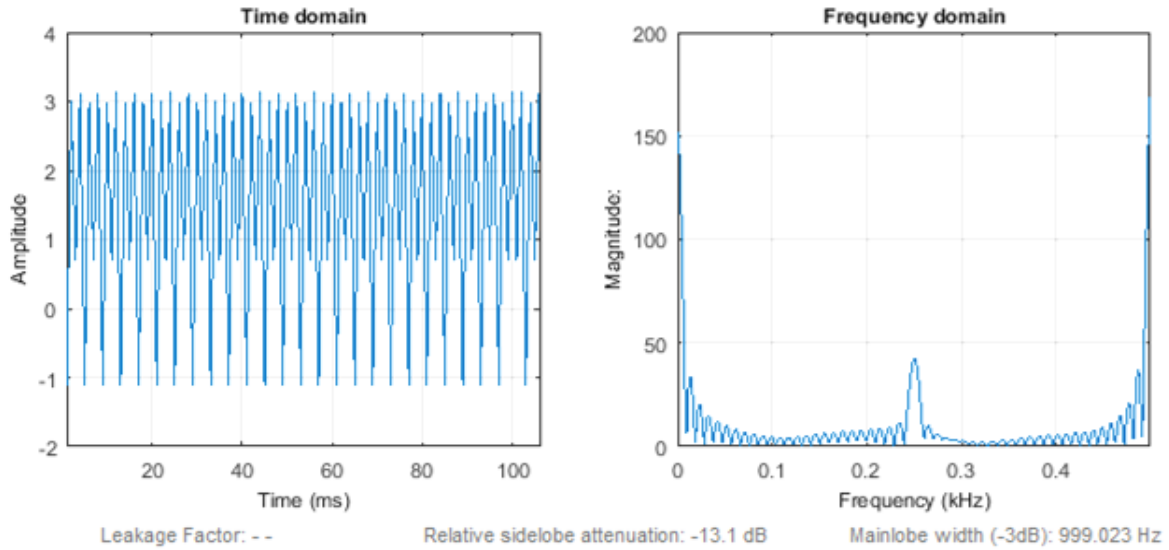 Time domain
4
3
2
1
0
-1
-2
Amplitude
20 40 60 80 100
Time (ms)
Frequency domain
200
150
100
50
0
Magnitude:
0 0.1 0.2 0.3 0.4
Frequency (kHz)
Leakage Factor: - - Relative sidelobe attenuation: -13.1 dB Mainlobe width (-3dB): 999.023 Hz